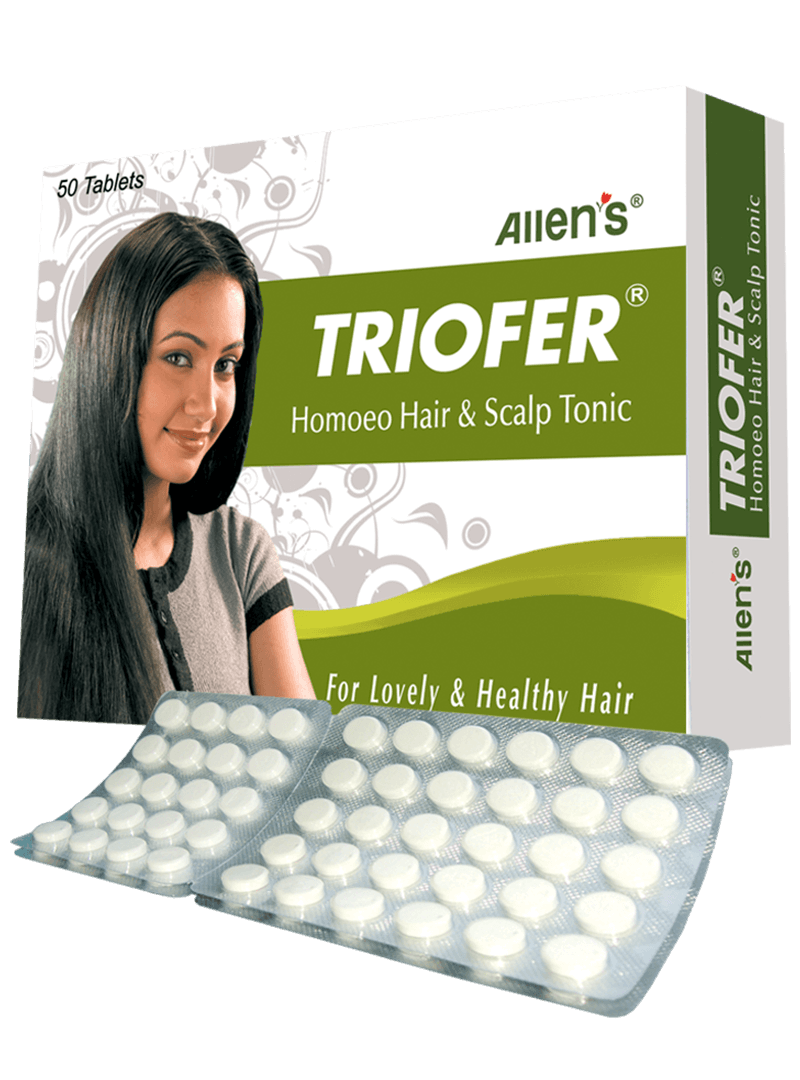 50 Tablets
Allen's®
TRIOFER®
Homoeo Hair & Scalp Tonic
For Lovely & Healthy Hair
TRIOFER®
Homoeo Hair & Scalp Tonic
Allen's®